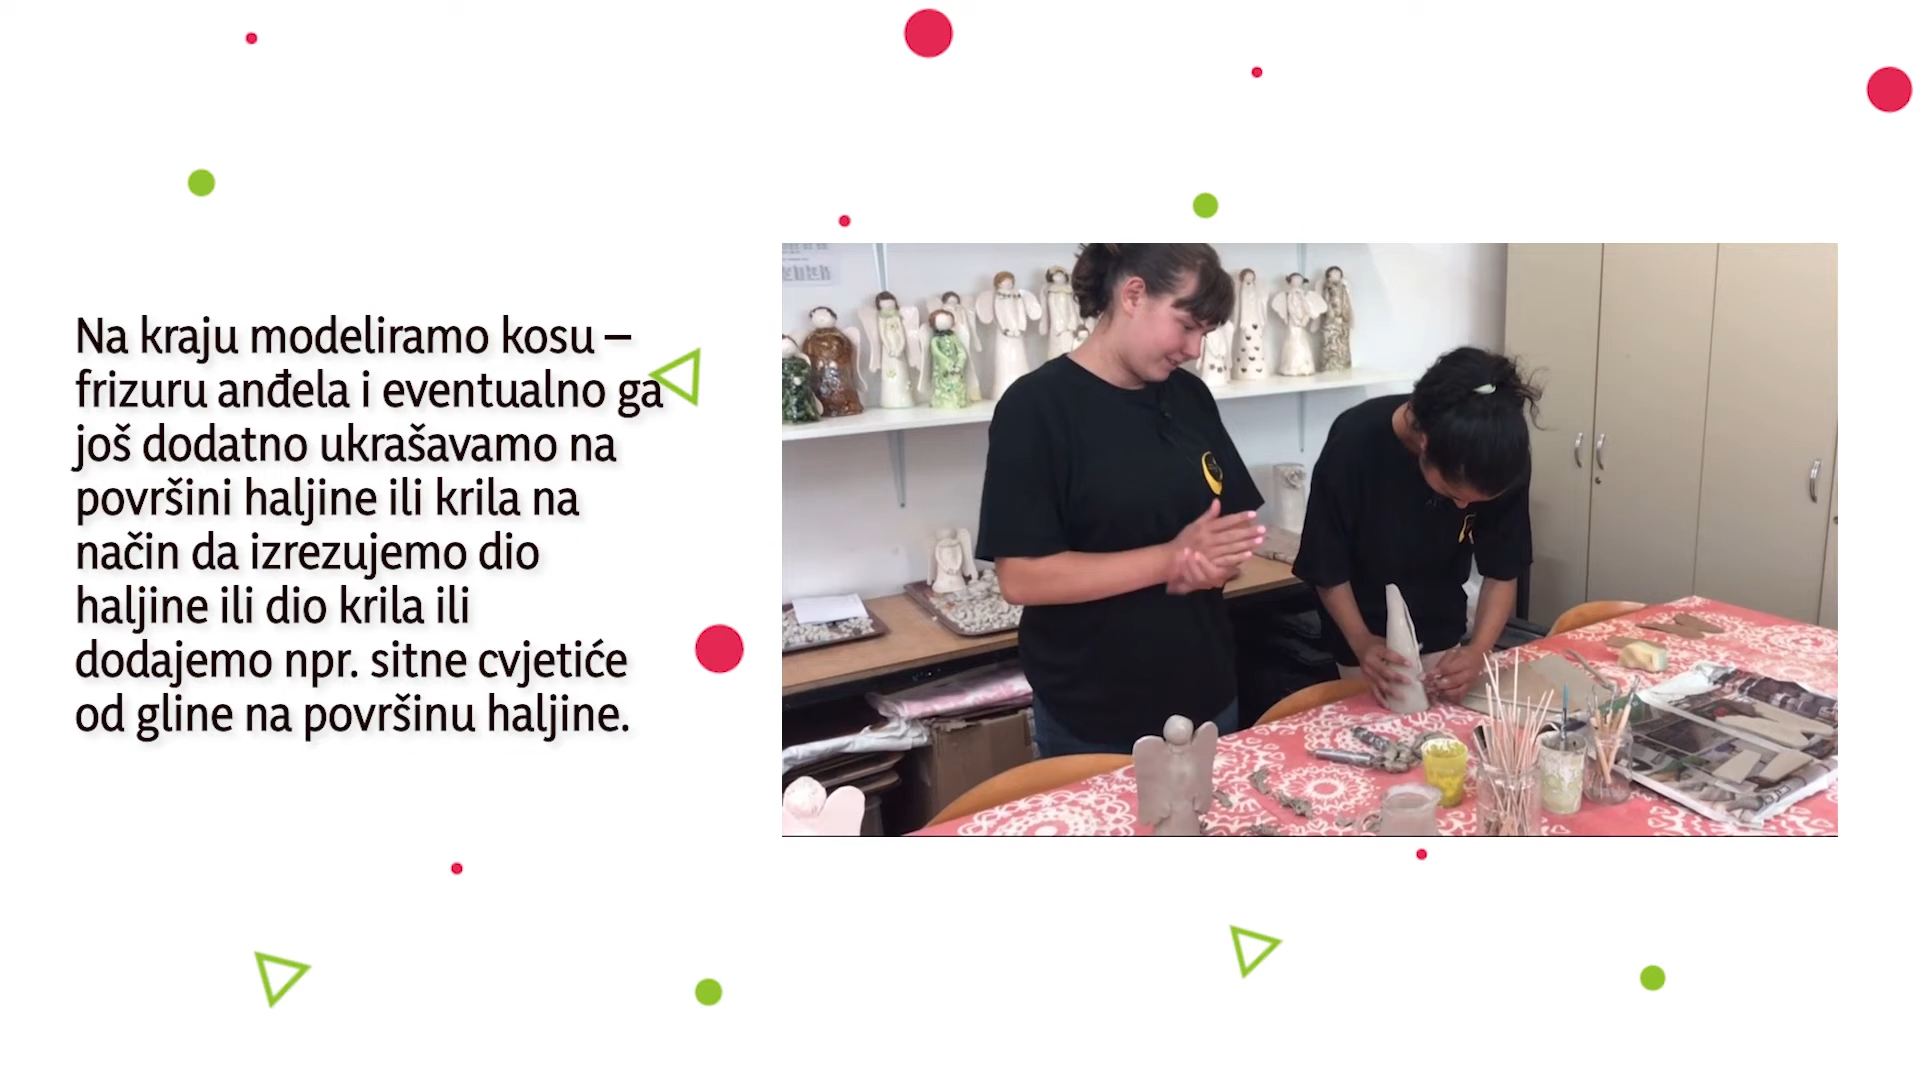 Na kraju modeliramo kosu –
frizuru anđela i eventualno ga
još dodatno ukrašavamo na
površini haljine ili krila na
način da izrezujemo dio
haljine ili dio krila ili
dodajemo npr. sitne cvjetiće
od gline na površinu haljine.